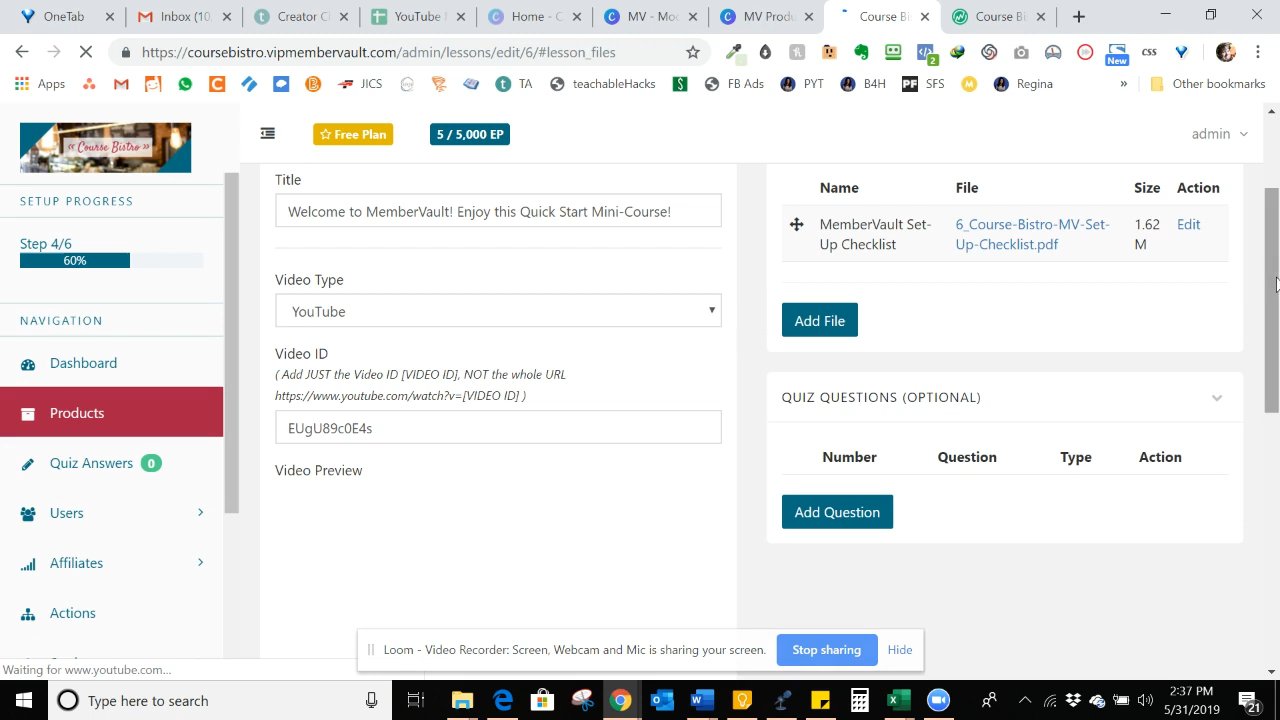 OneTab
Inbox (10,
Creator Cl
YouTube I
Home - C
MV - Moc
MV Produ
Course Bi
Course Bi
https://coursebistro.vipmembervault.com/admin/lessons/edit/6/#lesson_files
2
New
CSS
Apps
JICS
TA
teachableHacks
FB Ads
PYT
B4H
PF SFS
M
Regina
»
Other bookmarks
« Course Bistro »
Free Plan
5 / 5,000 EP
admin
SETUP PROGRESS
Step 4/6
60%
NAVIGATION
Dashboard
Products
Quiz Answers 0
Users
Affiliates
Actions
Title
Welcome to MemberVault! Enjoy this Quick Start Mini-Course!
Video Type
YouTube
Video ID
( Add JUST the Video ID [VIDEO ID], NOT the whole URL
https://www.youtube.com/watch?v=[VIDEO ID] )
EUgU89c0E4s
Video Preview
Name File Size Action
MemberVault Set-Up Checklist
6_Course-Bistro-MV-Set-Up-Checklist.pdf
1.62 M
Edit
Add File
QUIZ QUESTIONS (OPTIONAL)
Number Question Type Action
Add Question
Loom - Video Recorder: Screen, Webcam and Mic is sharing your screen.
Stop sharing
Hide
Waiting for www.youtube.com...
Type here to search
2:37 PM
5/31/2019
21